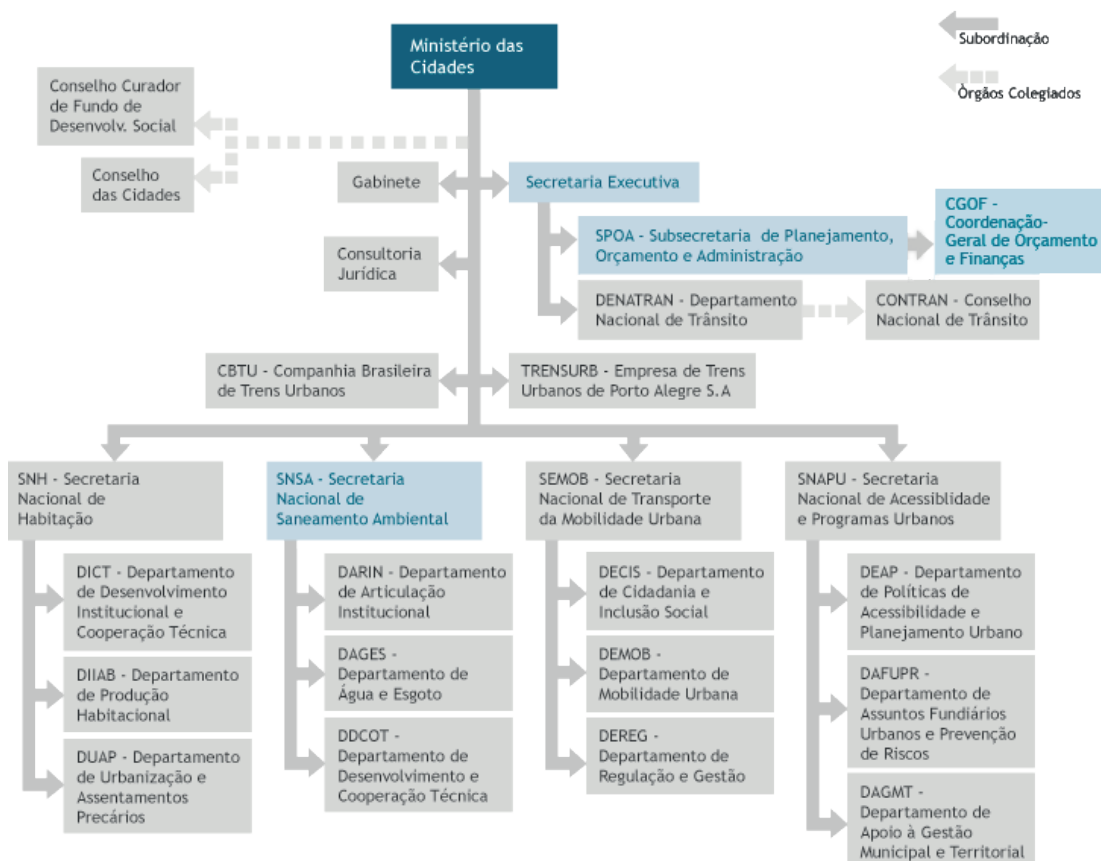 Ministério das
Cidades
Subordinação
Òrgãos Colegiados
Conselho Curador
de Fundo de
Desenvolv. Social
Conselho
das Cidades
Gabinete
Secretaria Executiva
SPOA - Subsecretaria de Planejamento,
Orçamento e Administração
CGOF -
Coordenação-
Geral de Orçamento
e Finanças
Consultoria
Jurídica
DENATRAN - Departamento
Nacional de Trânsito
CONTRAN - Conselho
Nacional de Trânsito
CBTU - Companhia Brasileira
de Trens Urbanos
TRENSURB - Empresa de Trens
Urbanos de Porto Alegre S.A
SNH - Secretaria
Nacional de
Habitação
DICT - Departamento
de Desenvolvimento
Institucional e
Cooperação Técnica
DIIAB - Departamento
de Produção
Habitacional
DUAP - Departamento
de Urbanização e
Assentamentos
Precários
SNSA - Secretaria
Nacional de
Saneamento Ambiental
DARIN - Departamento
de Articulação
Institucional
DAGES -
Departamento de
Água e Esgoto
DDCOT -
Departamento de
Desenvolvimento e
Cooperação Técnica
SEMOB - Secretaria
Nacional de Transporte
da Mobilidade Urbana
DECIS - Departamento
de Cidadania e
Inclusão Social
DEMOB -
Departamento de
Mobilidade Urbana
DEREG -
Departamento de
Regulação e Gestão
SNAPU - Secretaria
Nacional de Acessiblidade
e Programas Urbanos
DEAP - Departamento
de Políticas de
Acessibilidade e
Planejamento Urbano
DAFUPR -
Departamento de
Assuntos Fundiários
Urbanos e Prevenção
de Riscos
DAGMT -
Departamento de
Apoio à Gestão
Municipal e Territorial